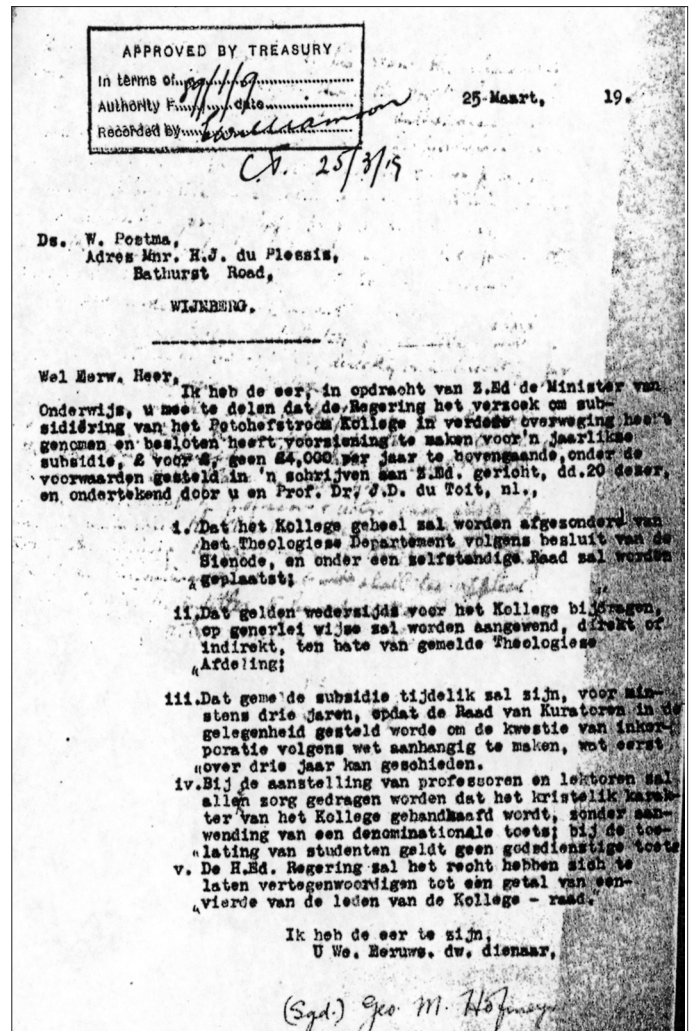 APPROVED BY TREASURY
In terms of
Authority F. date
Recorded by
25/3/19
25 Maart, 19.
Ds. W. Postma,
Adres Mnr. H.J. du Plessis,
Bathurst Road,
WIJNBERG.
Wel Eerw. Heer,
Ik heb de eer, in opdracht van Z.Ed de Minister van
Onderwijs, u mee te delen dat de Regering het verzoek om sub-
sidiëring van het Potchefstroom Kollege in verdere overweging heeft
genomen en besloten heeft voorsiening te maken voor 'n jaarlikse
subsidie, £ voor £, geen £4,000 per jaar te bovengaande, onder de
voorwaarden gesteld in 'n schrijven aan Z.Ed. gericht, dd.20 dezer,
en ondertekend door u en Prof. Dr. J.D. du Toit, nl.,
i. Dat het Kollege geheel zal worden afgezonderd van
het Theologiese Departement volgens besluit van de
Sienode, en onder een zelfstandige Raad zal worden
geplaatst;
ii. Dat gelden wederzijds voor het Kollege bijdragen,
op generlei wijse zal worden aangewend, direkt of
indirekt, ten bate van gemelde Theologiese
Afdeling;
iii. Dat gemelde subsidie tijdelik zal zijn, voor min-
stens drie jaren, opdat de Raad van Kuratoren in de
gelegenheid gesteld worde om de kwestie van inkor-
poratie volgens wet aanhangig te maken, wat eerst
over drie jaar kan geschieden.
iv. Bij de aanstelling van professoren en lektoren zal
allen zorg gedragen worden dat het kristelik karak-
ter van het Kollege gehandhaafd wordt, zonder aan-
wending van een denominationale toets; bij de toe-
lating van studenten geldt geen godsdienstige toets
v. De H.Ed. Regering zal het recht hebben zich te
laten vertegenwoordigen tot een getal van een-
vierde van de leden van de Kollege - raad.
Ik heb de eer te zijn,
U We. Eeruwe. dw. dienaar,
(Sgd.) Geo M. Hofmeyr